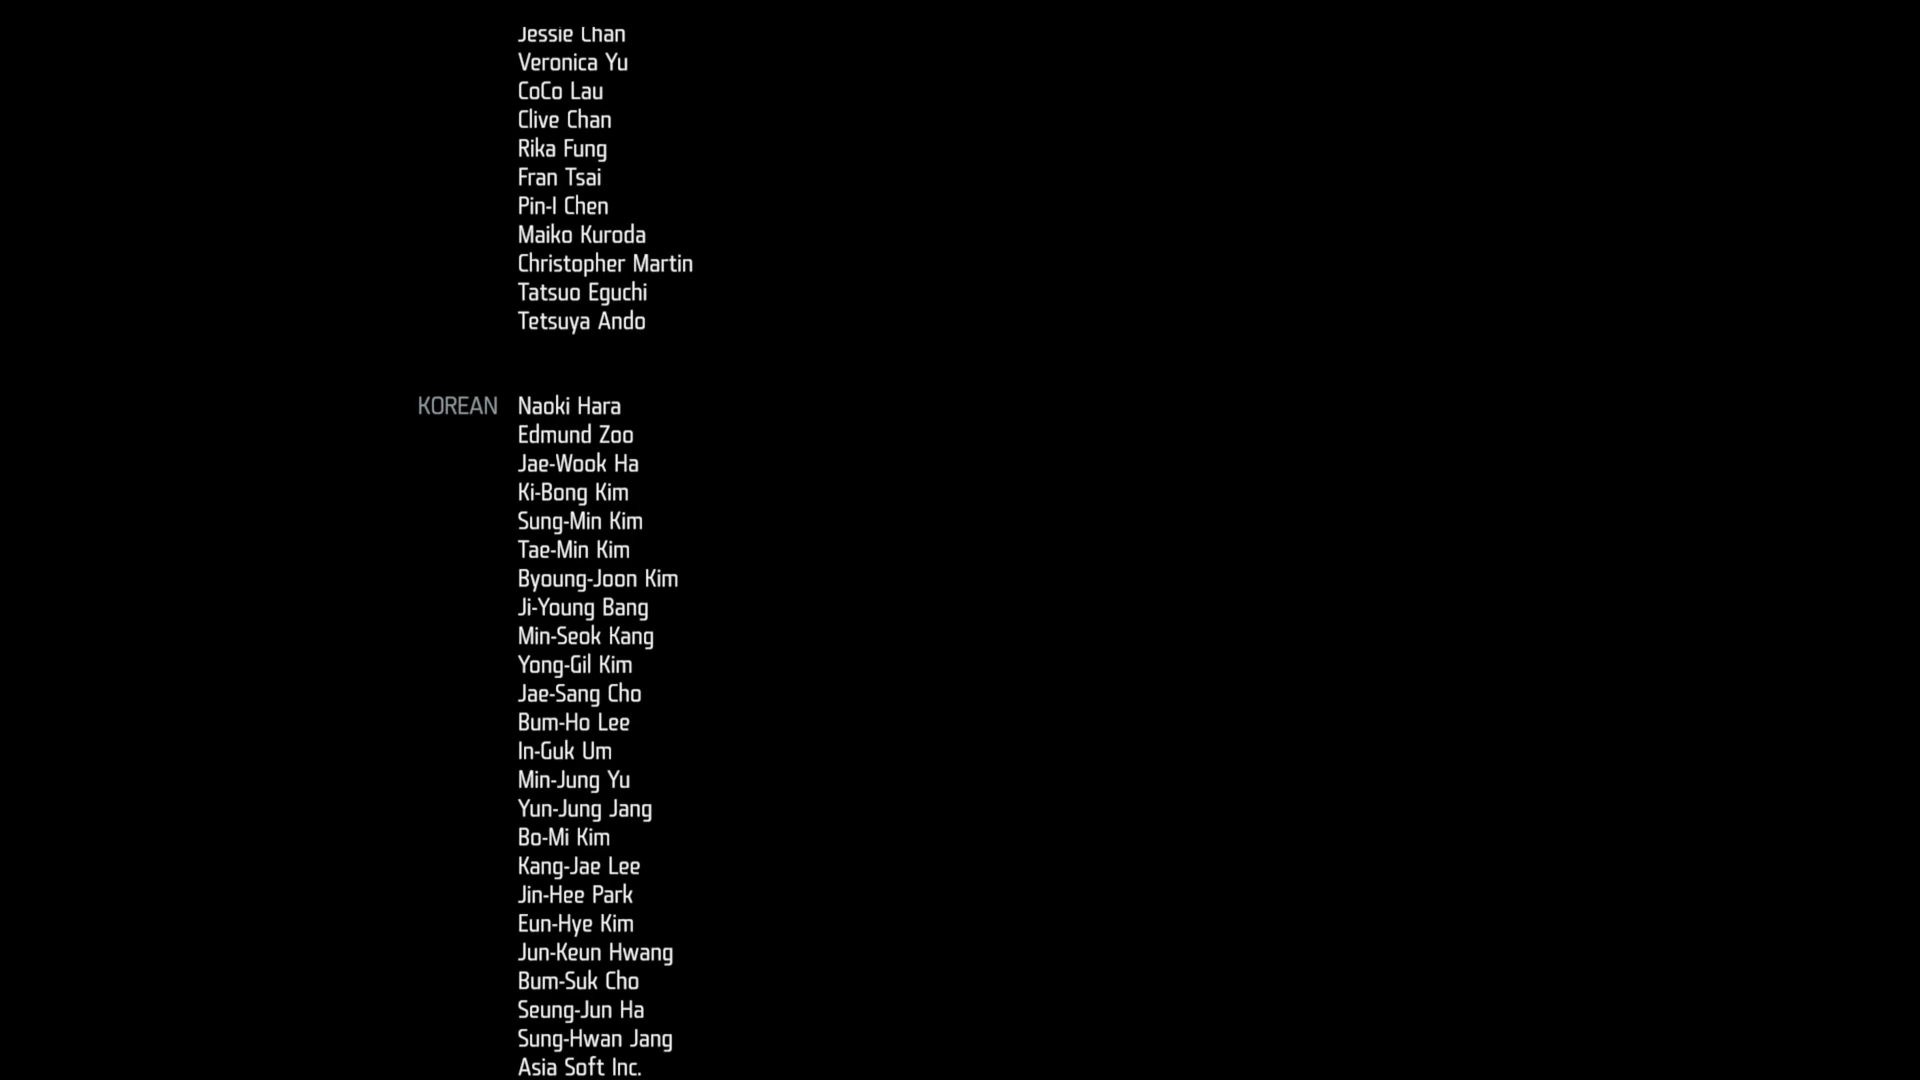 Jessie Chan
Veronica Yu
CoCo Lau
Clive Chan
Rika Fung
Fran Tsai
Pin-I Chen
Maiko Kuroda
Christopher Martin
Tatsuo Eguchi
Tetsuya Ando
KOREAN Naoki Hara
Edmund Zoo
Jae-Wook Ha
Ki-Bong Kim
Sung-Min Kim
Tae-Min Kim
Byoung-Joon Kim
Ji-Young Bang
Min-Seok Kang
Yong-Gil Kim
Jae-Sang Cho
Bum-Ho Lee
In-Guk Um
Min-Jung Yu
Yun-Jung Jang
Bo-Mi Kim
Kang-Jae Lee
Jin-Hee Park
Eun-Hye Kim
Jun-Keun Hwang
Bum-Suk Cho
Seung-Jun Ha
Sung-Hwan Jang
Asia Soft Inc.